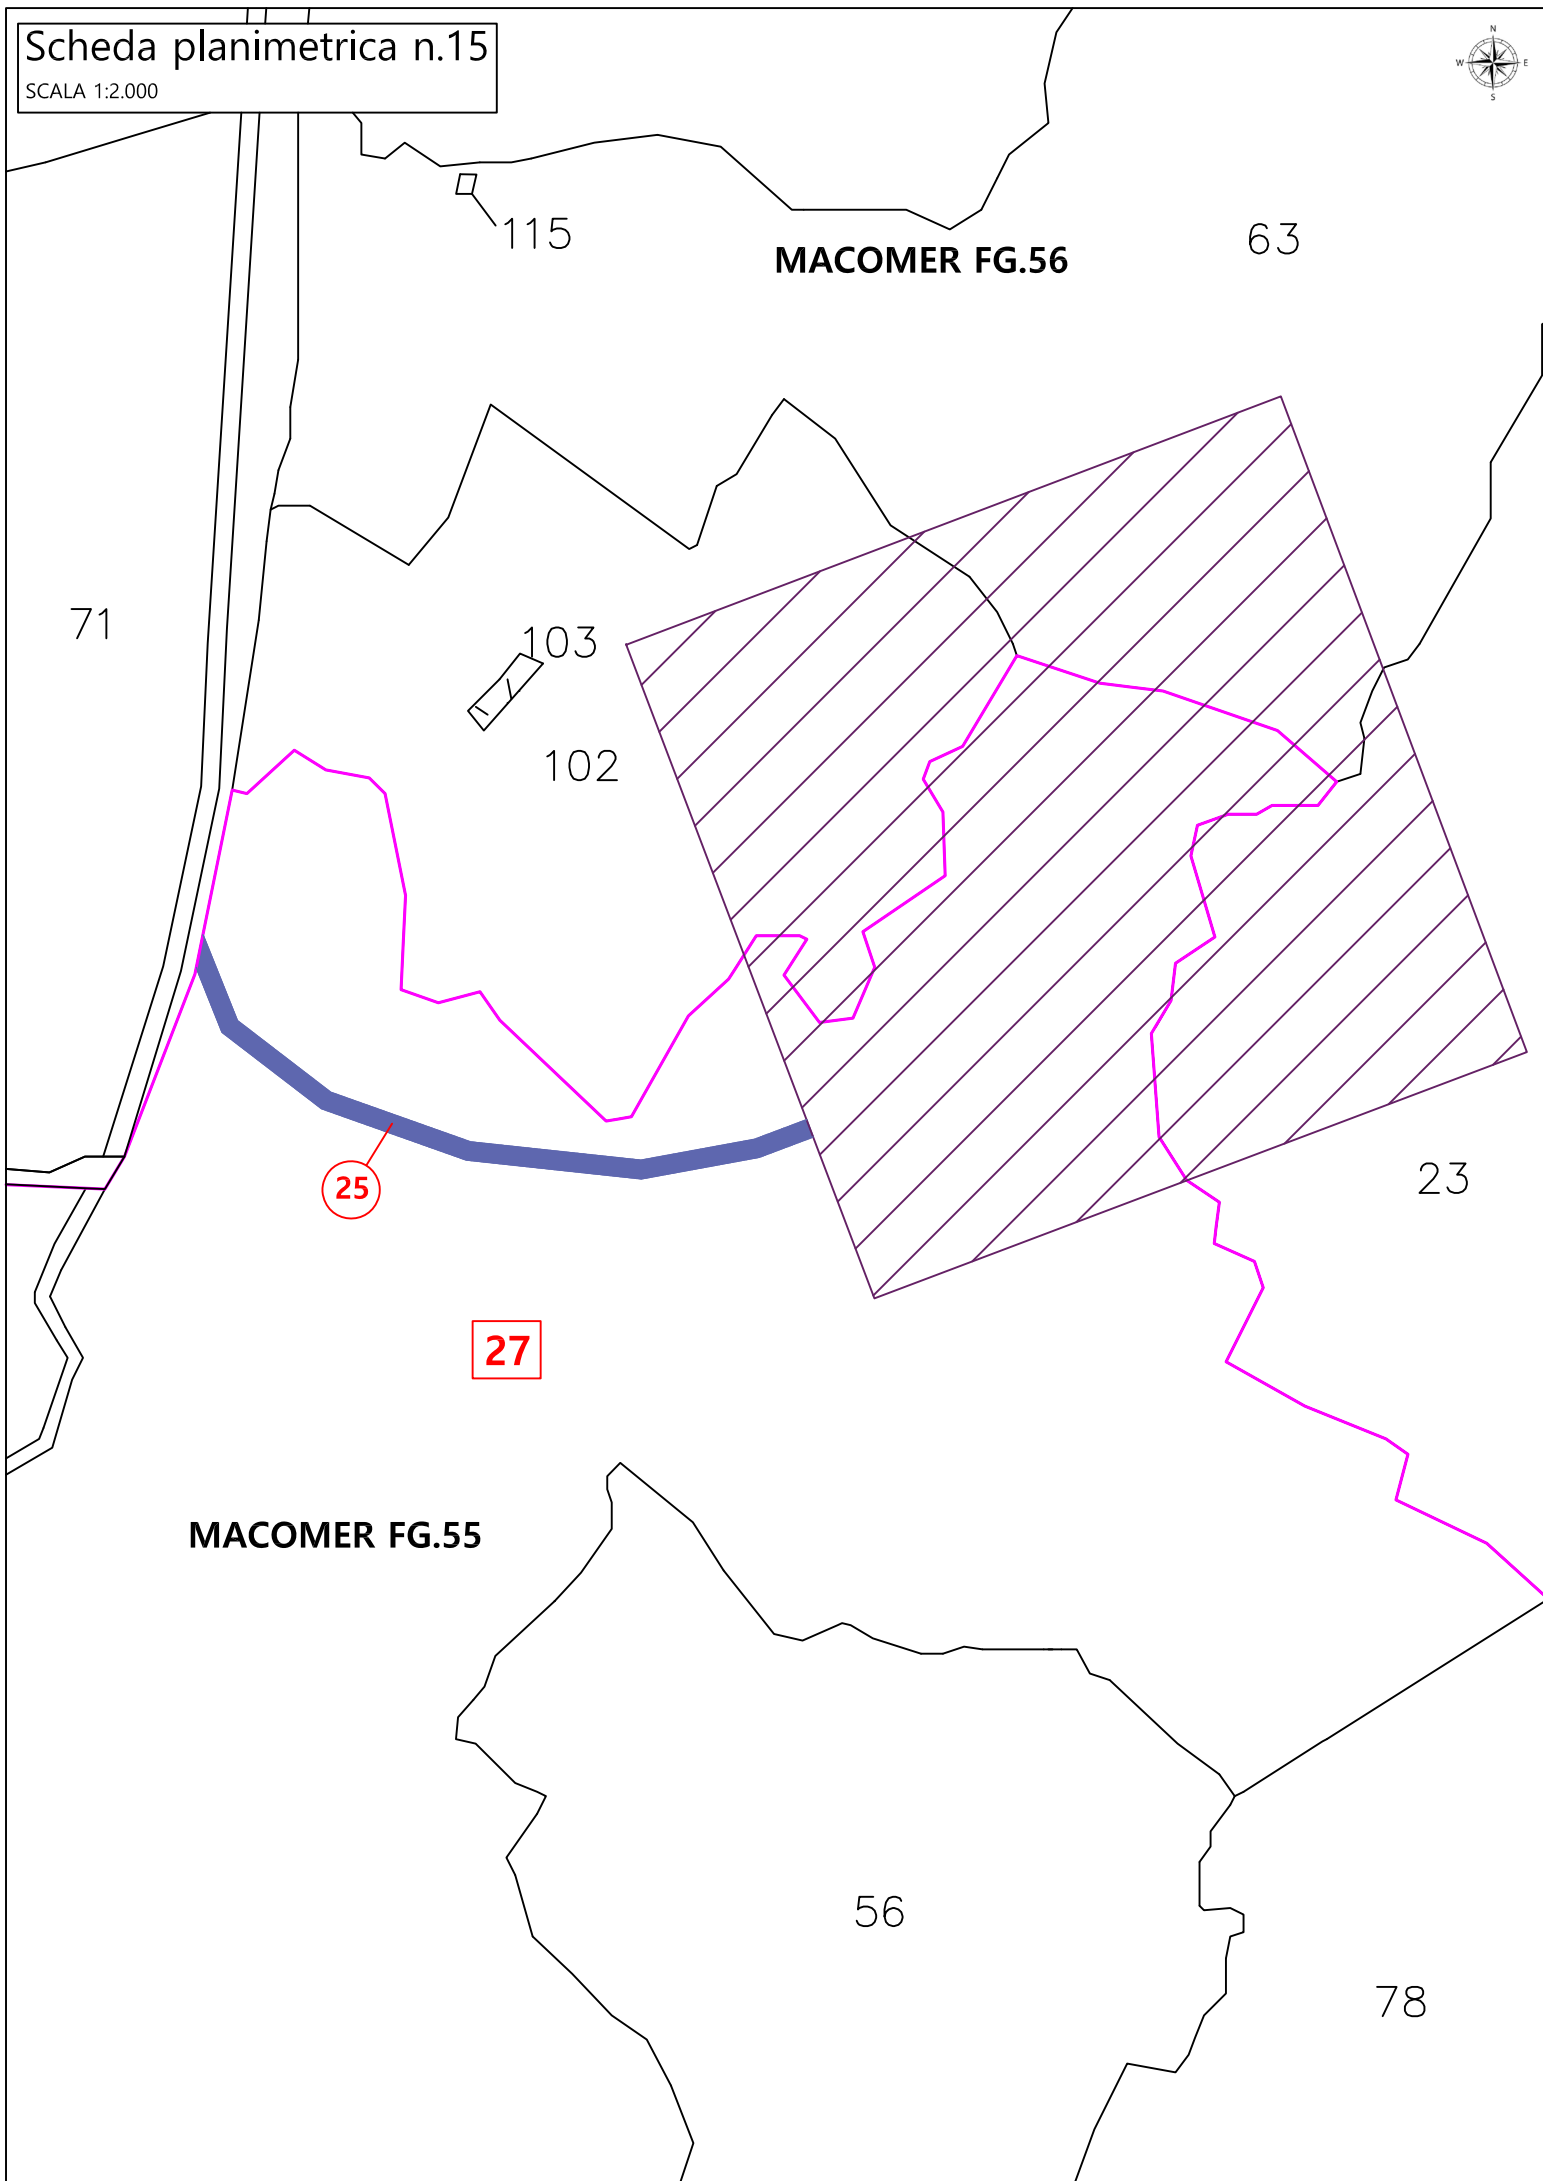 Scheda planimetrica n.15
SCALA 1:2.000
N
W E
S
115
MACOMER FG.56
63
71
103
102
25
23
27
MACOMER FG.55
56
78